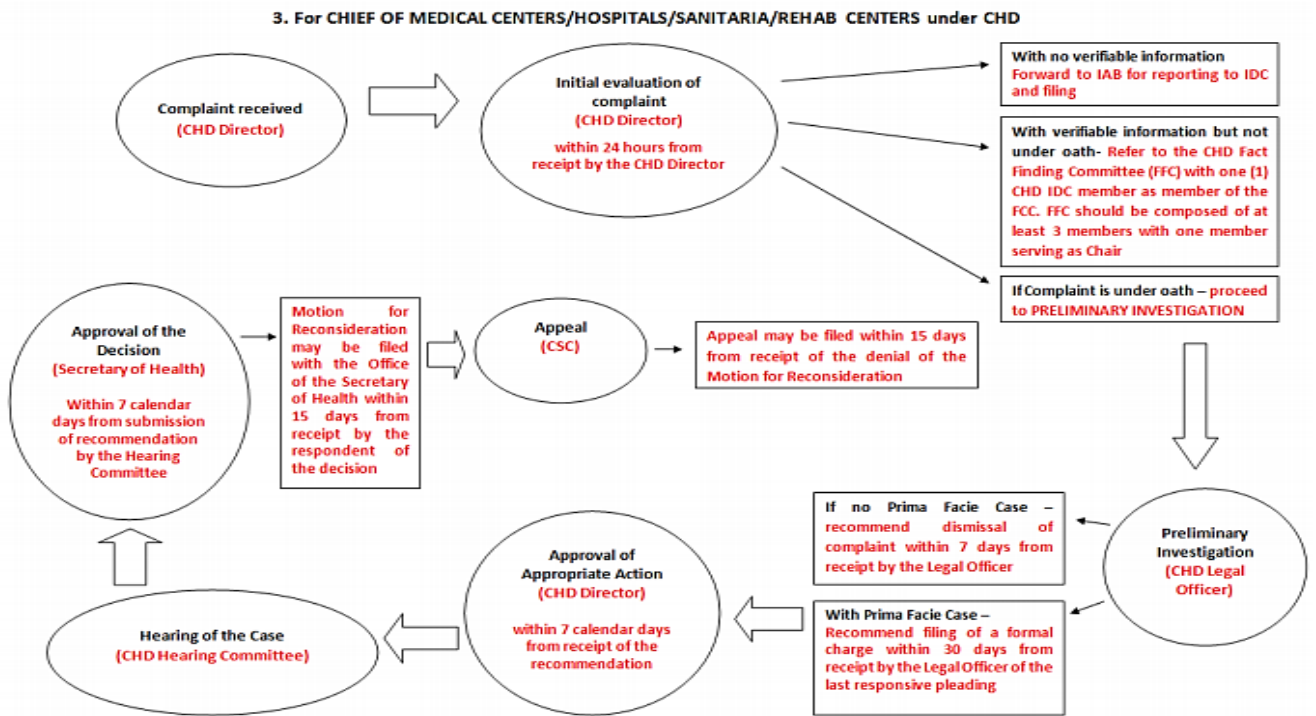 3. For CHIEF OF MEDICAL CENTERS/HOSPITALS/SANITARIA/REHAB CENTERS under CHD
Complaint received
(CHD Director)
Initial evaluation of
complaint
(CHD Director)
within 24 hours from
receipt by the CHD Director
With no verifiable information
Forward to IAB for reporting to IDC
and filing
With verifiable information but not
under oath- Refer to the CHD Fact
Finding Committee (FFC) with one (1)
CHD IDC member as member of the
FCC. FFC should be composed of at
least 3 members with one member
serving as Chair
If Complaint is under oath – proceed
to PRELIMINARY INVESTIGATION
Preliminary
Investigation
(CHD Legal
Officer)
If no Prima Facie Case –
recommend dismissal of
complaint within 7 days from
receipt by the Legal Officer
With Prima Facie Case –
Recommend filing of a formal
charge within 30 days from
receipt by the Legal Officer of the
last responsive pleading
Approval of
Appropriate Action
(CHD Director)
within 7 calendar days
from receipt of the
recommendation
Hearing of the Case
(CHD Hearing Committee)
Approval of the
Decision
(Secretary of Health)
Within 7 calendar
days from submission
of recommendation
by the Hearing
Committee
Motion for
Reconsideration
may be filed
with the Office
of the Secretary
of Health within
15 days from
receipt by the
respondent of
the decision
Appeal
(CSC)
Appeal may be filed within 15 days
from receipt of the denial of the
Motion for Reconsideration